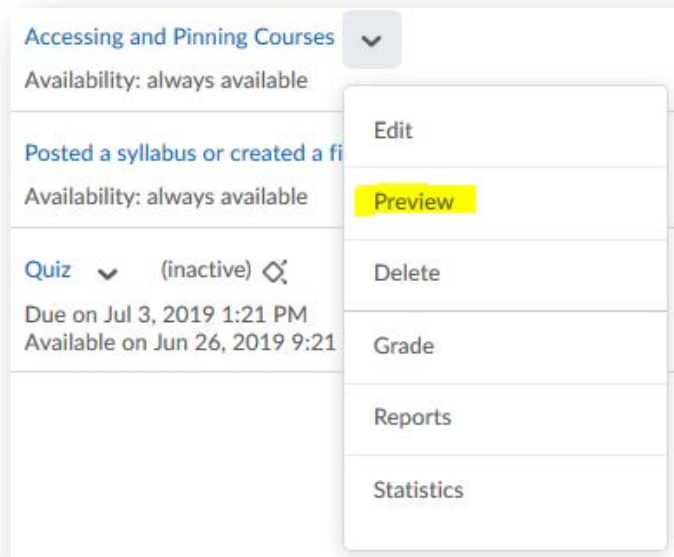 Accessing and Pinning Courses
Availability: always available
Posted a syllabus or created a fi
Availability: always available
Quiz (inactive)
Due on Jul 3, 2019 1:21 PM
Available on Jun 26, 2019 9:21
Edit
Preview
Delete
Grade
Reports
Statistics